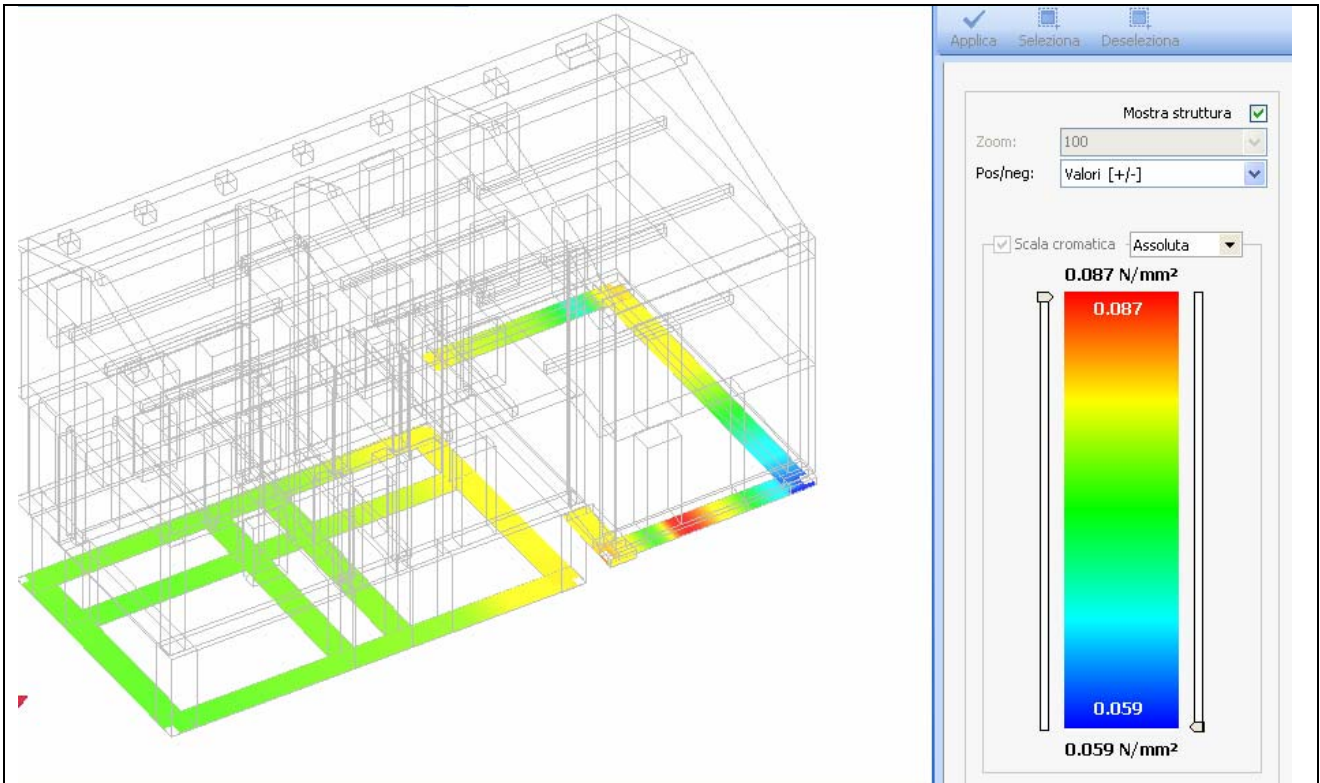 Applica Seleziona Deseleziona
Mostra struttura
Zoom: 100
Pos/neg: Valori [+/-]
Scala cromatica Assoluta
0.087 N/mm²
0.087
0.059
0.059 N/mm²